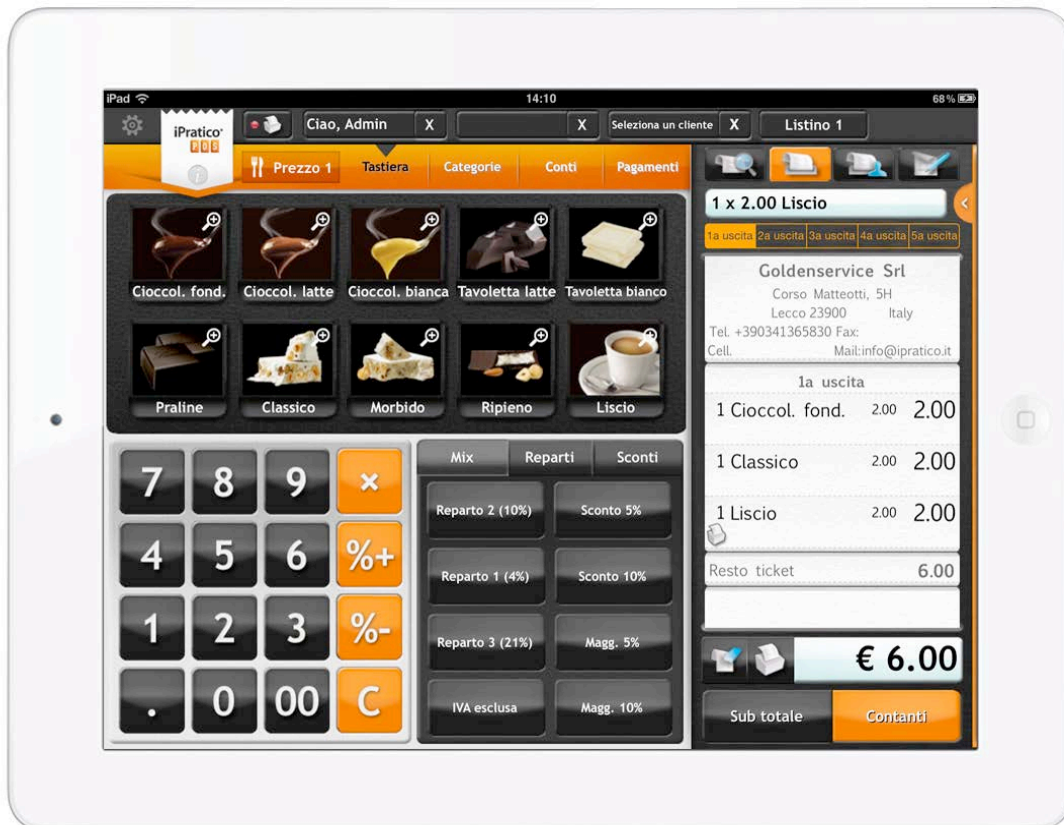 iPad 14:10 68%
iPratico
POS
Ciao, Admin X X Seleziona un cliente X Listino 1
Prezzo 1 Tastiera Categorie Conti Pagamenti
Cioccol. fond. Cioccol. latte Cioccol. bianca Tavoletta latte Tavoletta bianco
Praline Classico Morbido Ripieno Liscio
7 8 9 ×
4 5 6 %+
1 2 3 %-
. 0 00 C
Mix Reparti Sconti
Reparto 2 (10%) Sconto 5%
Reparto 1 (4%) Sconto 10%
Reparto 3 (21%) Magg. 5%
IVA esclusa Magg. 10%
1 x 2.00 Liscio
1a uscita 2a uscita 3a uscita 4a uscita 5a uscita
Goldenservice Srl
Corso Matteotti, 5H
Lecco 23900 Italy
Tel. +390341365830 Fax:
Cell. Mail:info@ipratico.it
1a uscita
1 Cioccol. fond. 2.00 2.00
1 Classico 2.00 2.00
1 Liscio 2.00 2.00
Resto ticket 6.00
€ 6.00
Sub totale Contanti